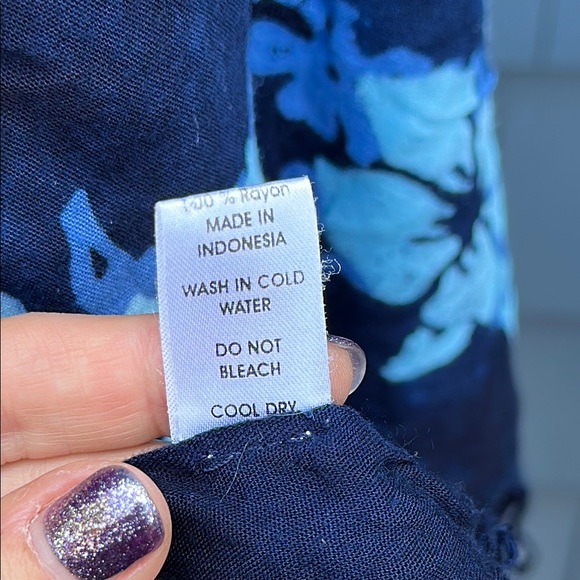 100 % Rayon
MADE IN
INDONESIA
WASH IN COLD
WATER
DO NOT
BLEACH
COOL DRY